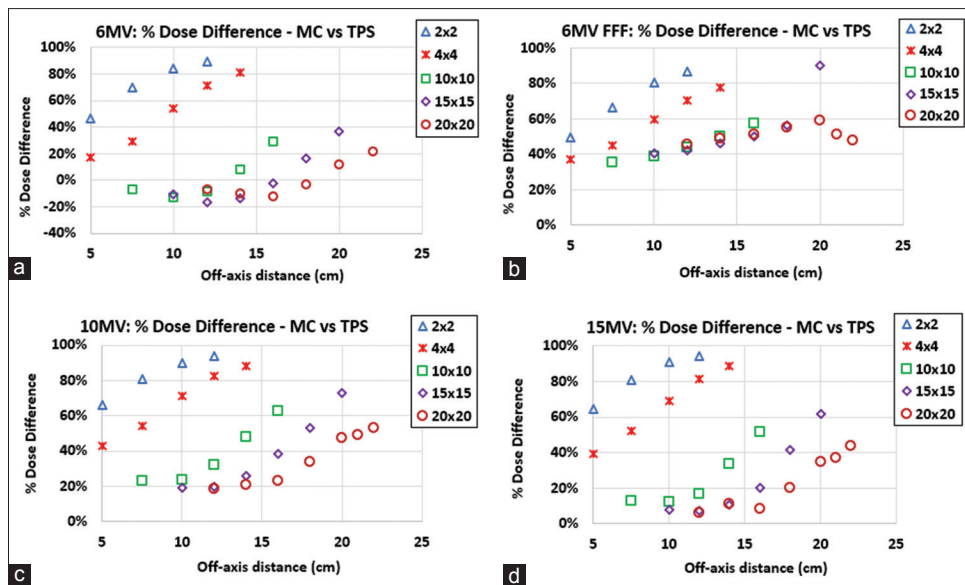 6MV: % Dose Difference - MC vs TPS
100%
80%
60%
40%
20%
0%
-20%
-40%
% Dose Difference
5 10 15 20 25
Off-axis distance (cm)
2x2
4x4
10x10
15x15
20x20
a
6MV FFF: % Dose Difference - MC vs TPS
100%
80%
60%
40%
20%
0%
% Dose Difference
5 10 15 20 25
Off-axis distance (cm)
2x2
4x4
10x10
15x15
20x20
b
10MV: % Dose Difference - MC vs TPS
100%
80%
60%
40%
20%
0%
% Dose Difference
5 10 15 20 25
Off-axis distance (cm)
2x2
4x4
10x10
15x15
20x20
c
15MV: % Dose Difference - MC vs TPS
100%
80%
60%
40%
20%
0%
% Dose Difference
5 10 15 20 25
Off-axis distance (cm)
2x2
4x4
10x10
15x15
20x20
d